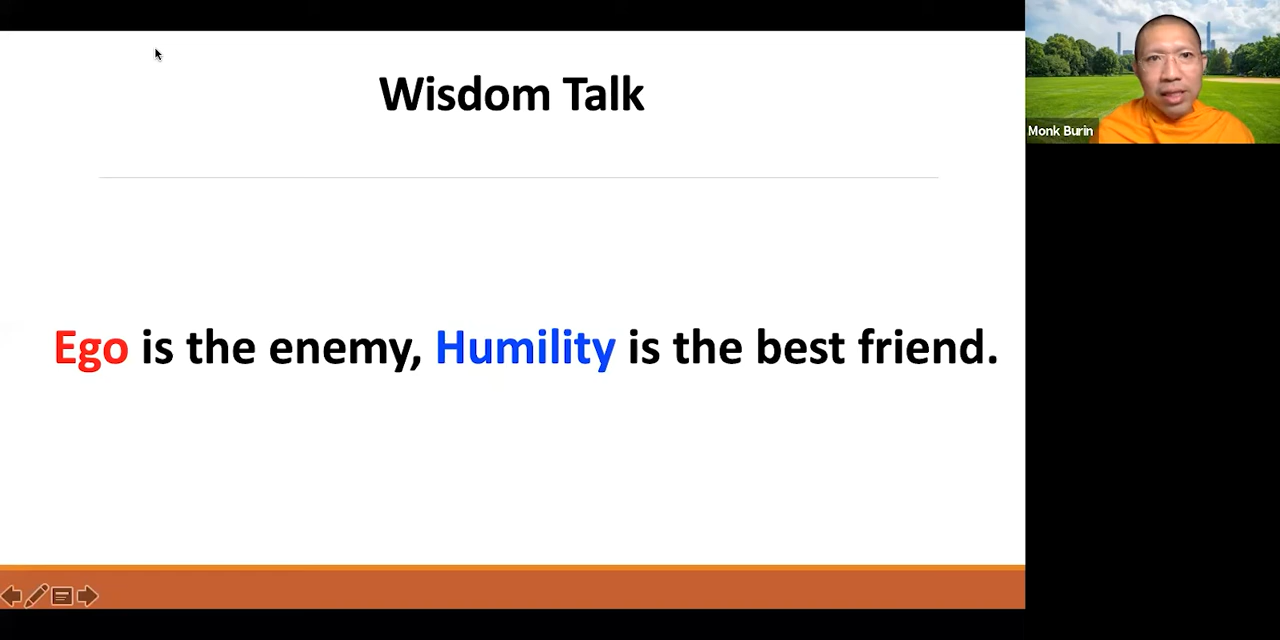 Wisdom Talk
Monk Burin
Ego is the enemy, Humility is the best friend.